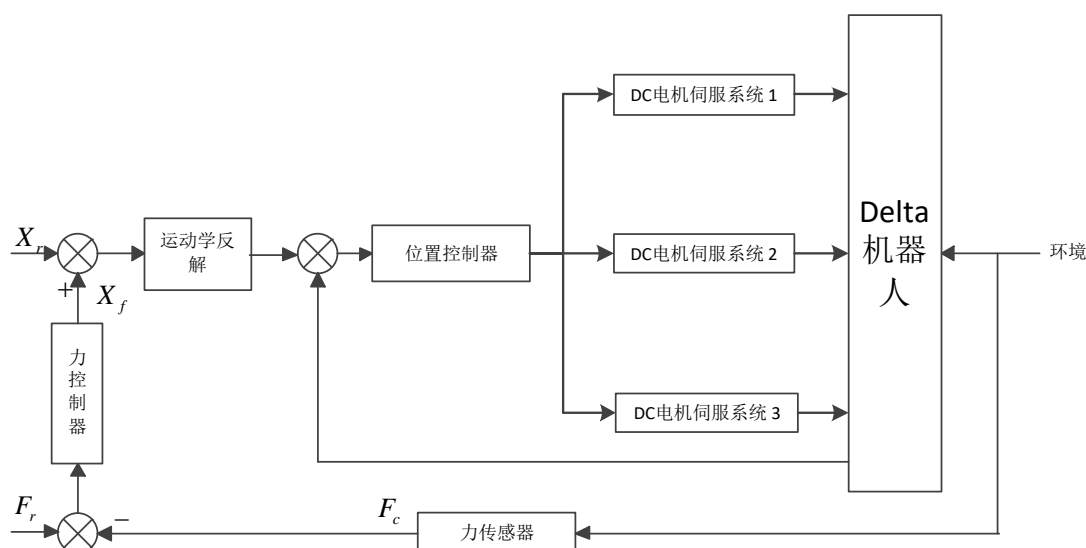 DC电机伺服系统 1
Delta
机器
人
X_r
运动学反
解
位置控制器
DC电机伺服系统 2
环境
+
X_f
力
控
制
器
DC电机伺服系统 3
F_r
−
F_c
力传感器